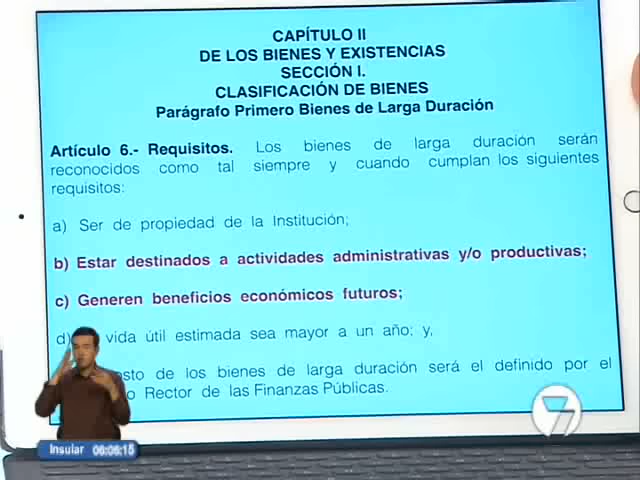 CAPÍTULO II
DE LOS BIENES Y EXISTENCIAS
SECCIÓN I.
CLASIFICACIÓN DE BIENES
Parágrafo Primero Bienes de Larga Duración
Artículo 6.- Requisitos. Los bienes de larga duración serán
reconocidos como tal siempre y cuando cumplan los siguientes
requisitos:
a) Ser de propiedad de la Institución;
b) Estar destinados a actividades administrativas y/o productivas;
c) Generen beneficios económicos futuros;
d) vida útil estimada sea mayor a un año; y,
de los bienes de larga duración será el definido por el
Rector de las Finanzas Públicas.
7
Insular 06:06:15